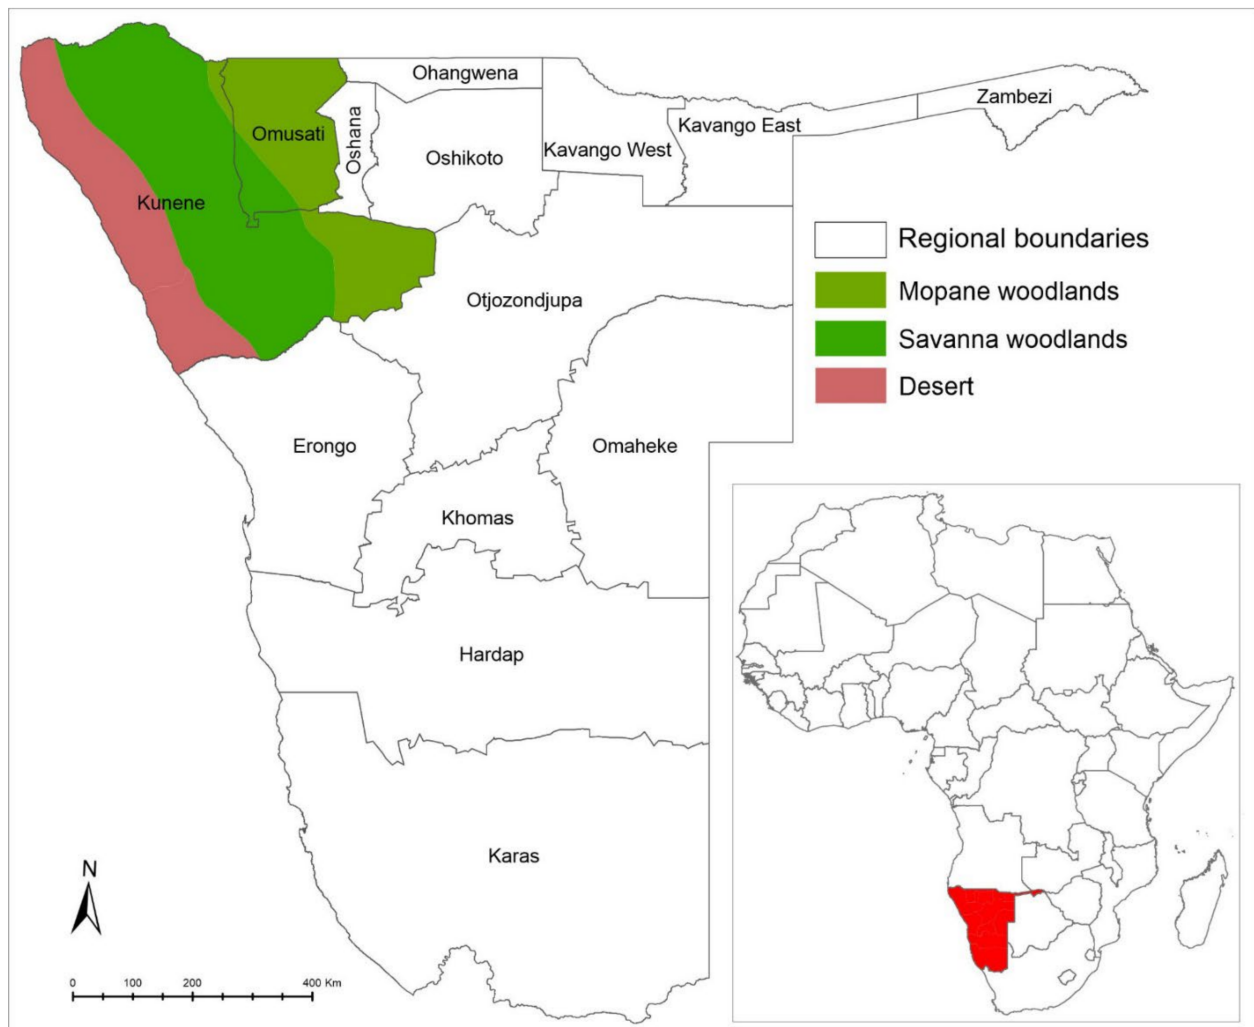 Ohangwena
Zambezi
Kavango East
Omusati
Oshana
Oshikoto
Kavango West
Kunene
Regional boundaries
Mopane woodlands
Savanna woodlands
Desert
Otjozondjupa
Erongo
Omaheke
Khomas
Hardap
Karas
N
0 100 200 400 Km